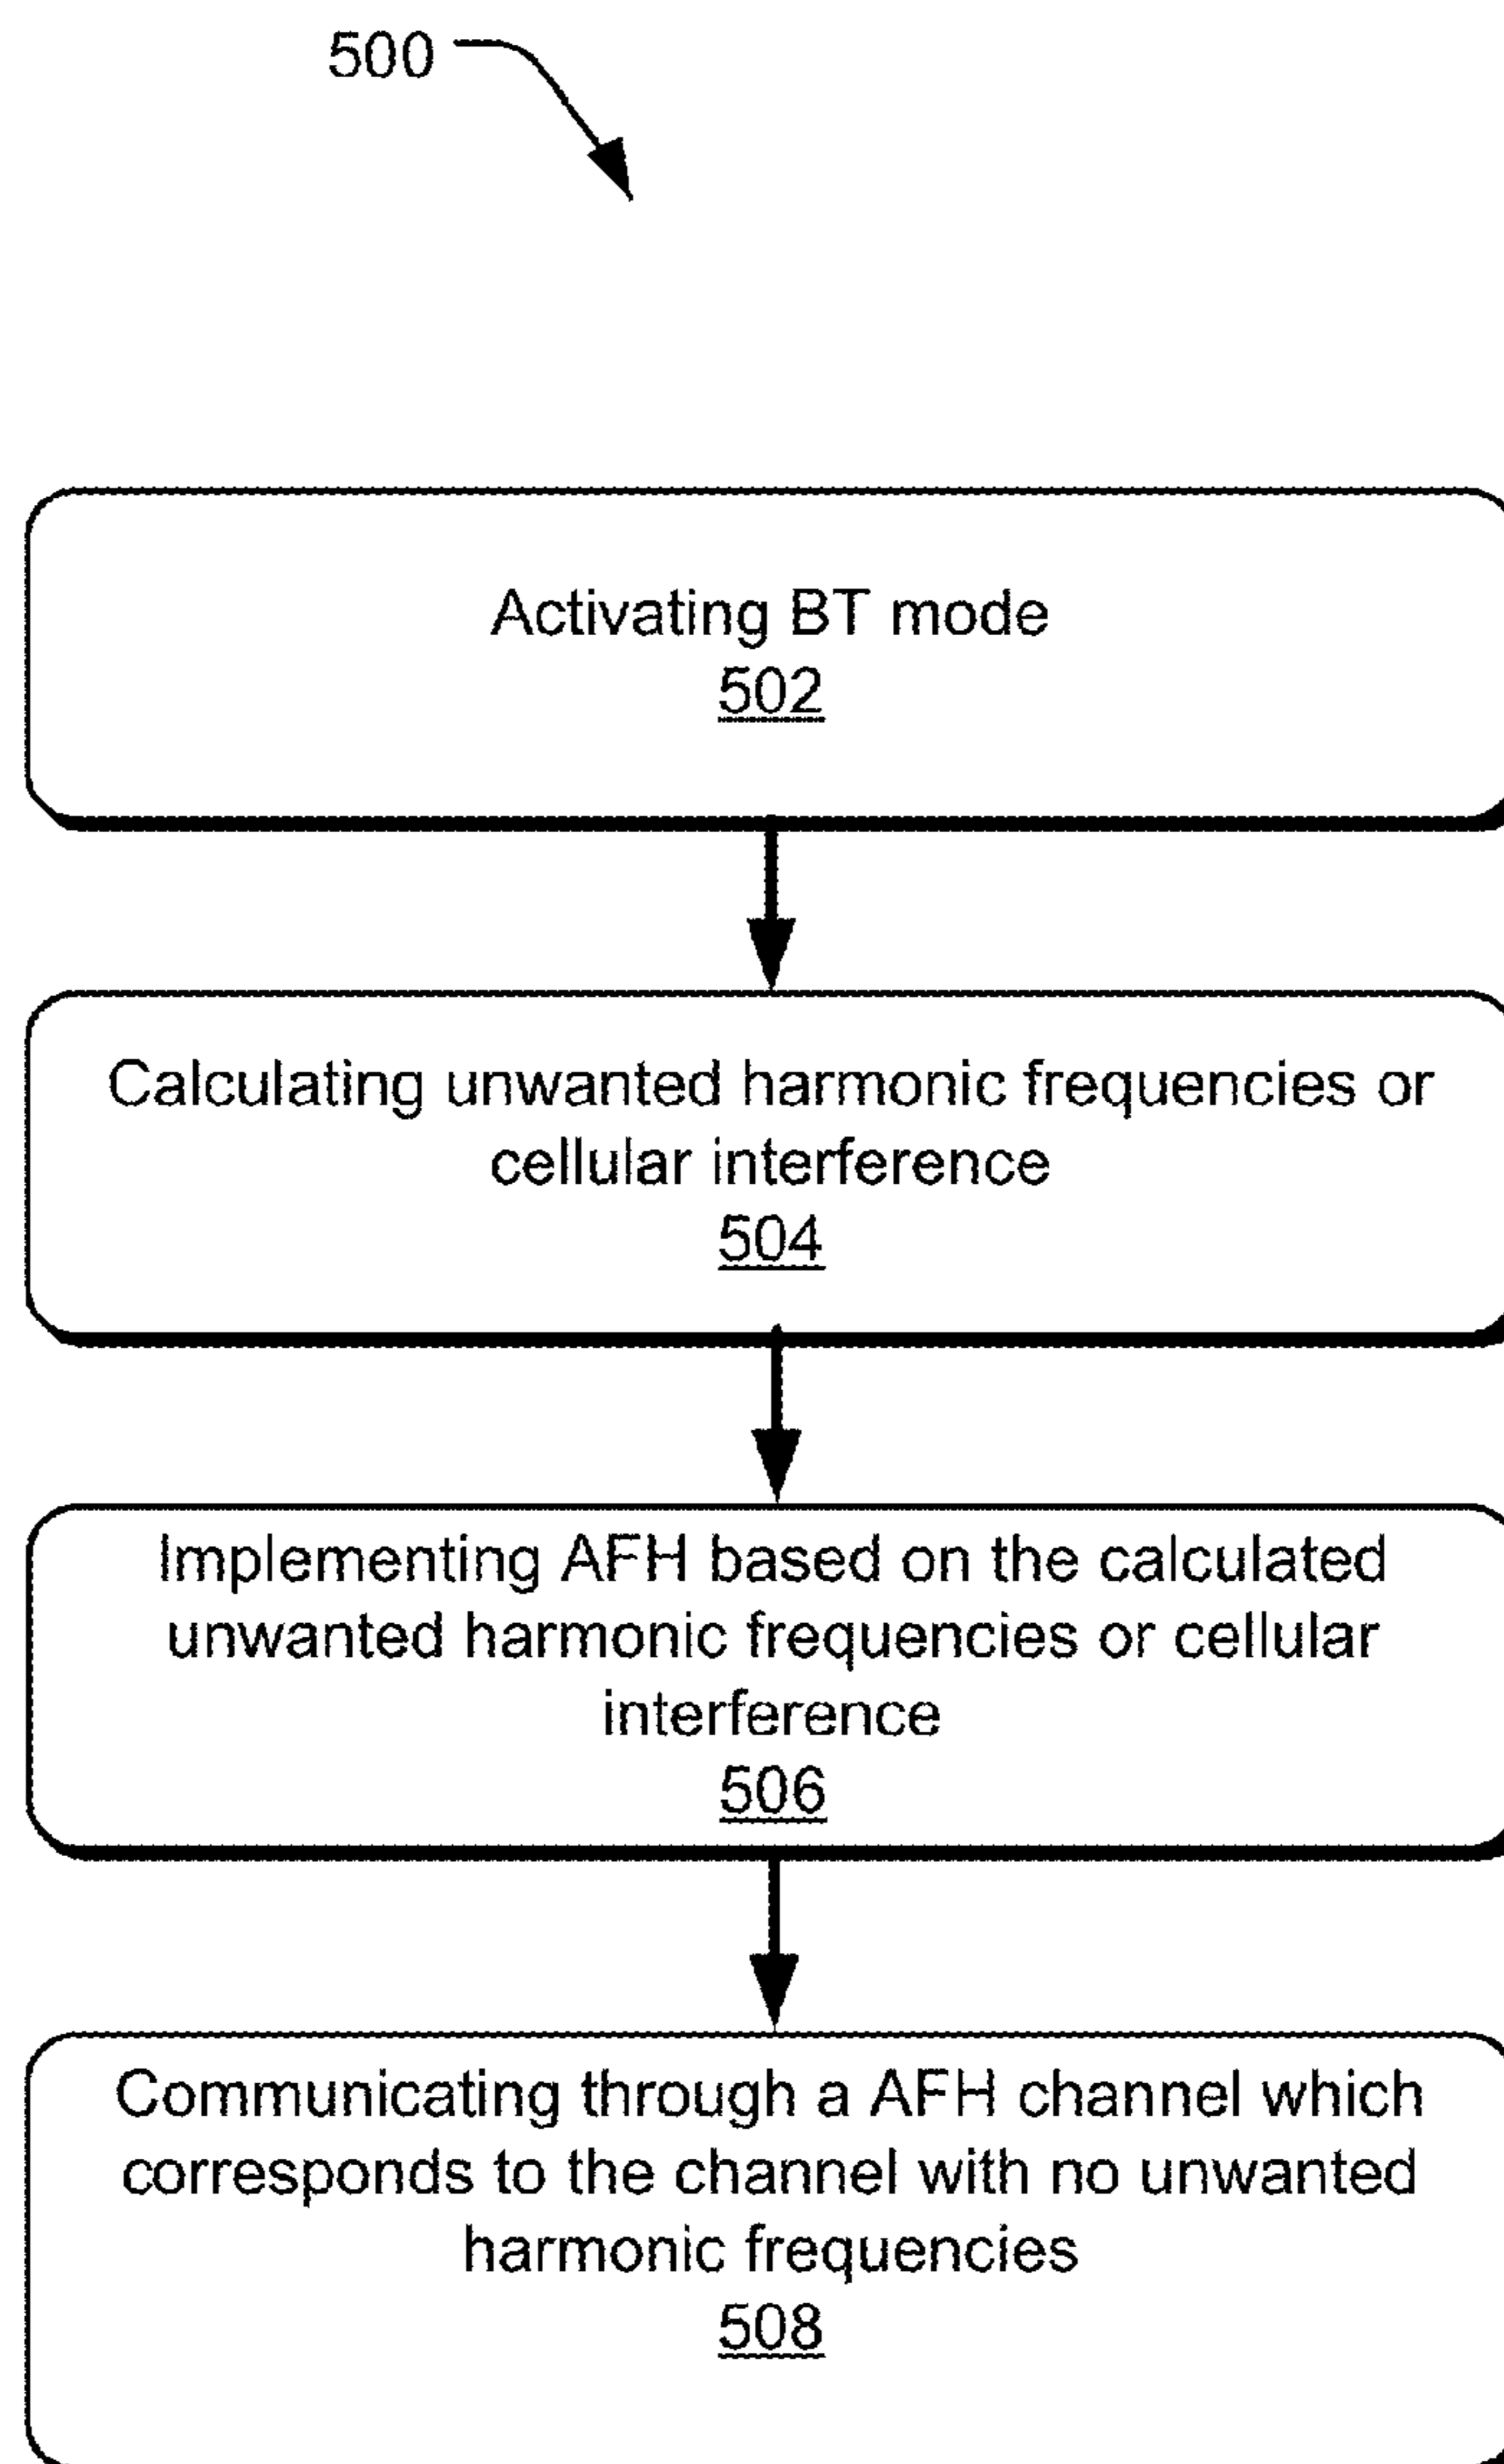 500
Activating BT mode
502
Calculating unwanted harmonic frequencies or
cellular interference
504
Implementing AFH based on the calculated
unwanted harmonic frequencies or cellular
interference
506
Communicating through a AFH channel which
corresponds to the channel with no unwanted
harmonic frequencies
508